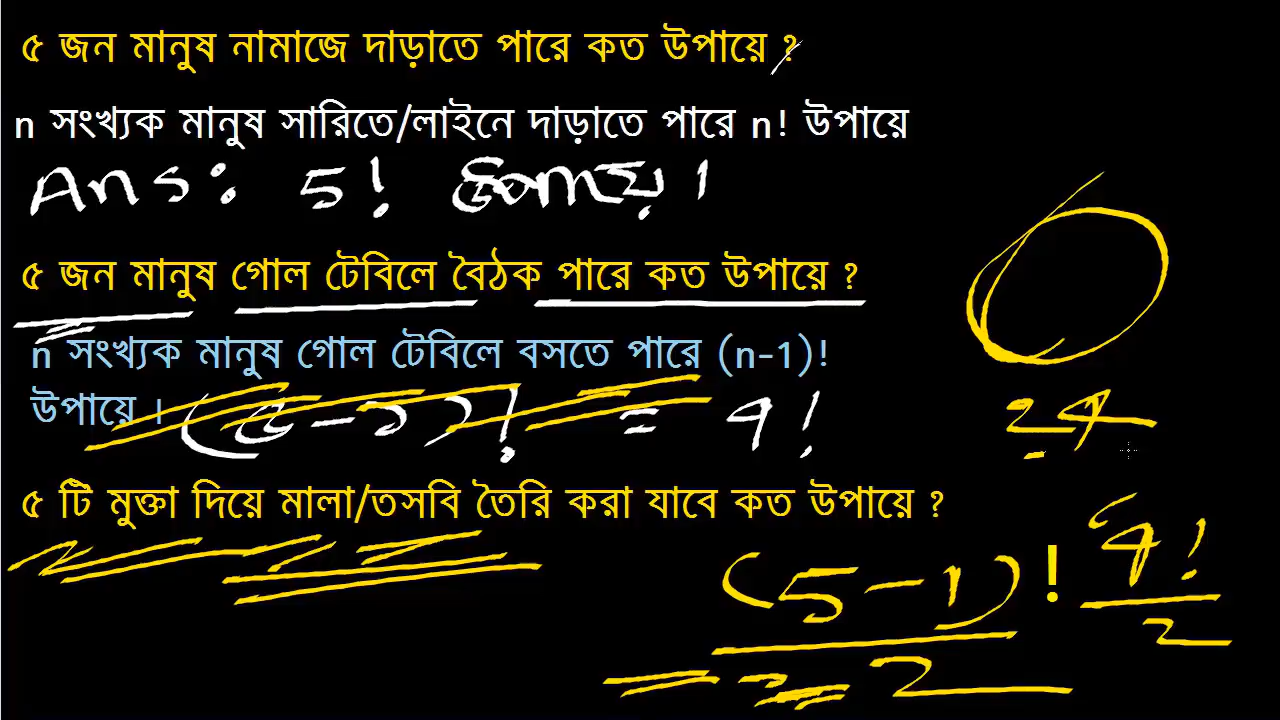 ৫ জন মানুষ নামাজে দাড়াতে পারে কত উপায়ে ?
n সংখ্যক মানুষ সারিতে/লাইনে দাড়াতে পারে n! উপায়ে
Ans: 5! উপায়ে।
৫ জন মানুষ গোল টেবিলে বৈঠক পারে কত উপায়ে ?
n সংখ্যক মানুষ গোল টেবিলে বসতে পারে (n-1)!
উপায়ে । (৫-১)! = 4!
24
৫ টি মুক্তা দিয়ে মালা/তসবি তৈরি করা যাবে কত উপায়ে ?
(5-1)! 4!
2 2